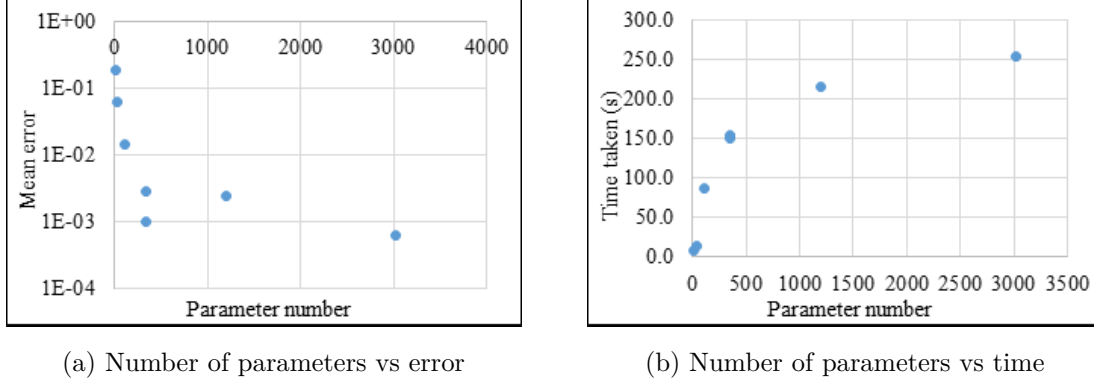 1E+00
0 1000 2000 3000 4000
1E-01
1E-02
1E-03
1E-04
Mean error
Parameter number
300.0
250.0
200.0
150.0
100.0
50.0
0.0
Time taken (s)
0 500 1000 1500 2000 2500 3000 3500
Parameter number
(a) Number of parameters vs error
(b) Number of parameters vs time